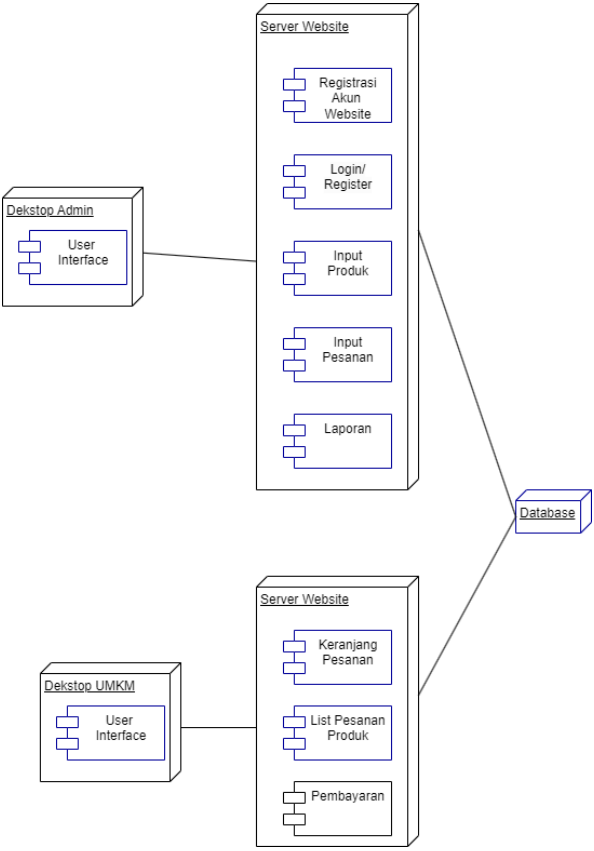 Server Website
Registrasi
Akun
Website
Login/
Register
Input
Produk
Input
Pesanan
Laporan
Dekstop Admin
User
Interface
Database
Server Website
Keranjang
Pesanan
List Pesanan
Produk
Pembayaran
Dekstop UMKM
User
Interface